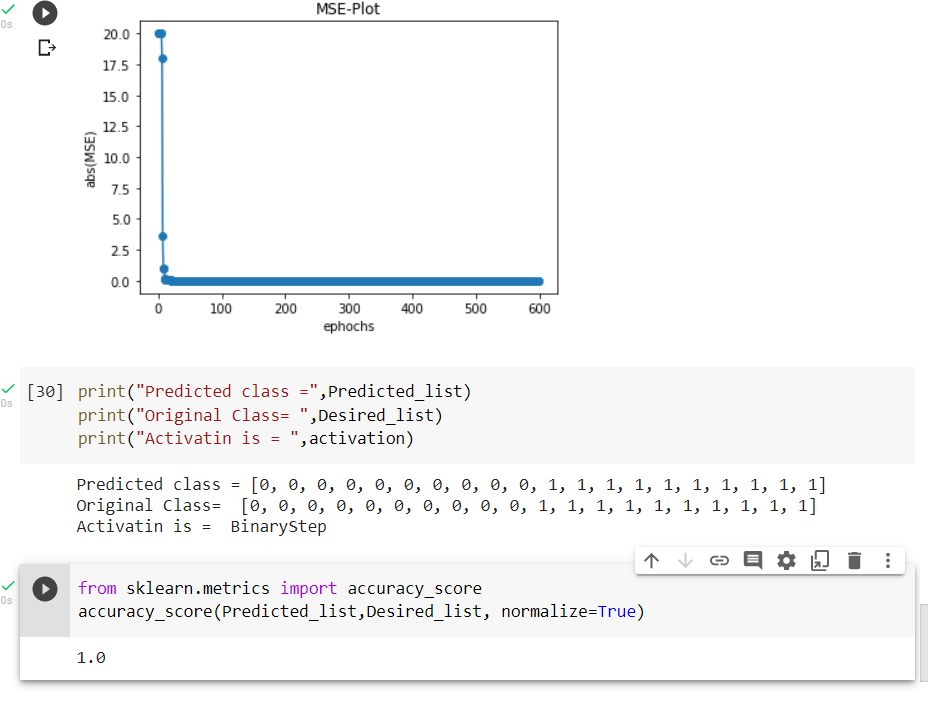 MSE-Plot
0s
20.0
17.5
15.0
12.5
10.0
7.5
5.0
2.5
0.0
abs(MSE)
0 100 200 300 400 500 600
ephochs
0s
[30] print("Predicted class =",Predicted_list)
print("Original Class= ",Desired_list)
print("Activatin is = ",activation)
Predicted class = [0, 0, 0, 0, 0, 0, 0, 0, 0, 0, 1, 1, 1, 1, 1, 1, 1, 1, 1, 1]
Original Class=  [0, 0, 0, 0, 0, 0, 0, 0, 0, 0, 1, 1, 1, 1, 1, 1, 1, 1, 1, 1]
Activatin is =  BinaryStep
0s
from sklearn.metrics import accuracy_score
accuracy_score(Predicted_list,Desired_list, normalize=True)
1.0